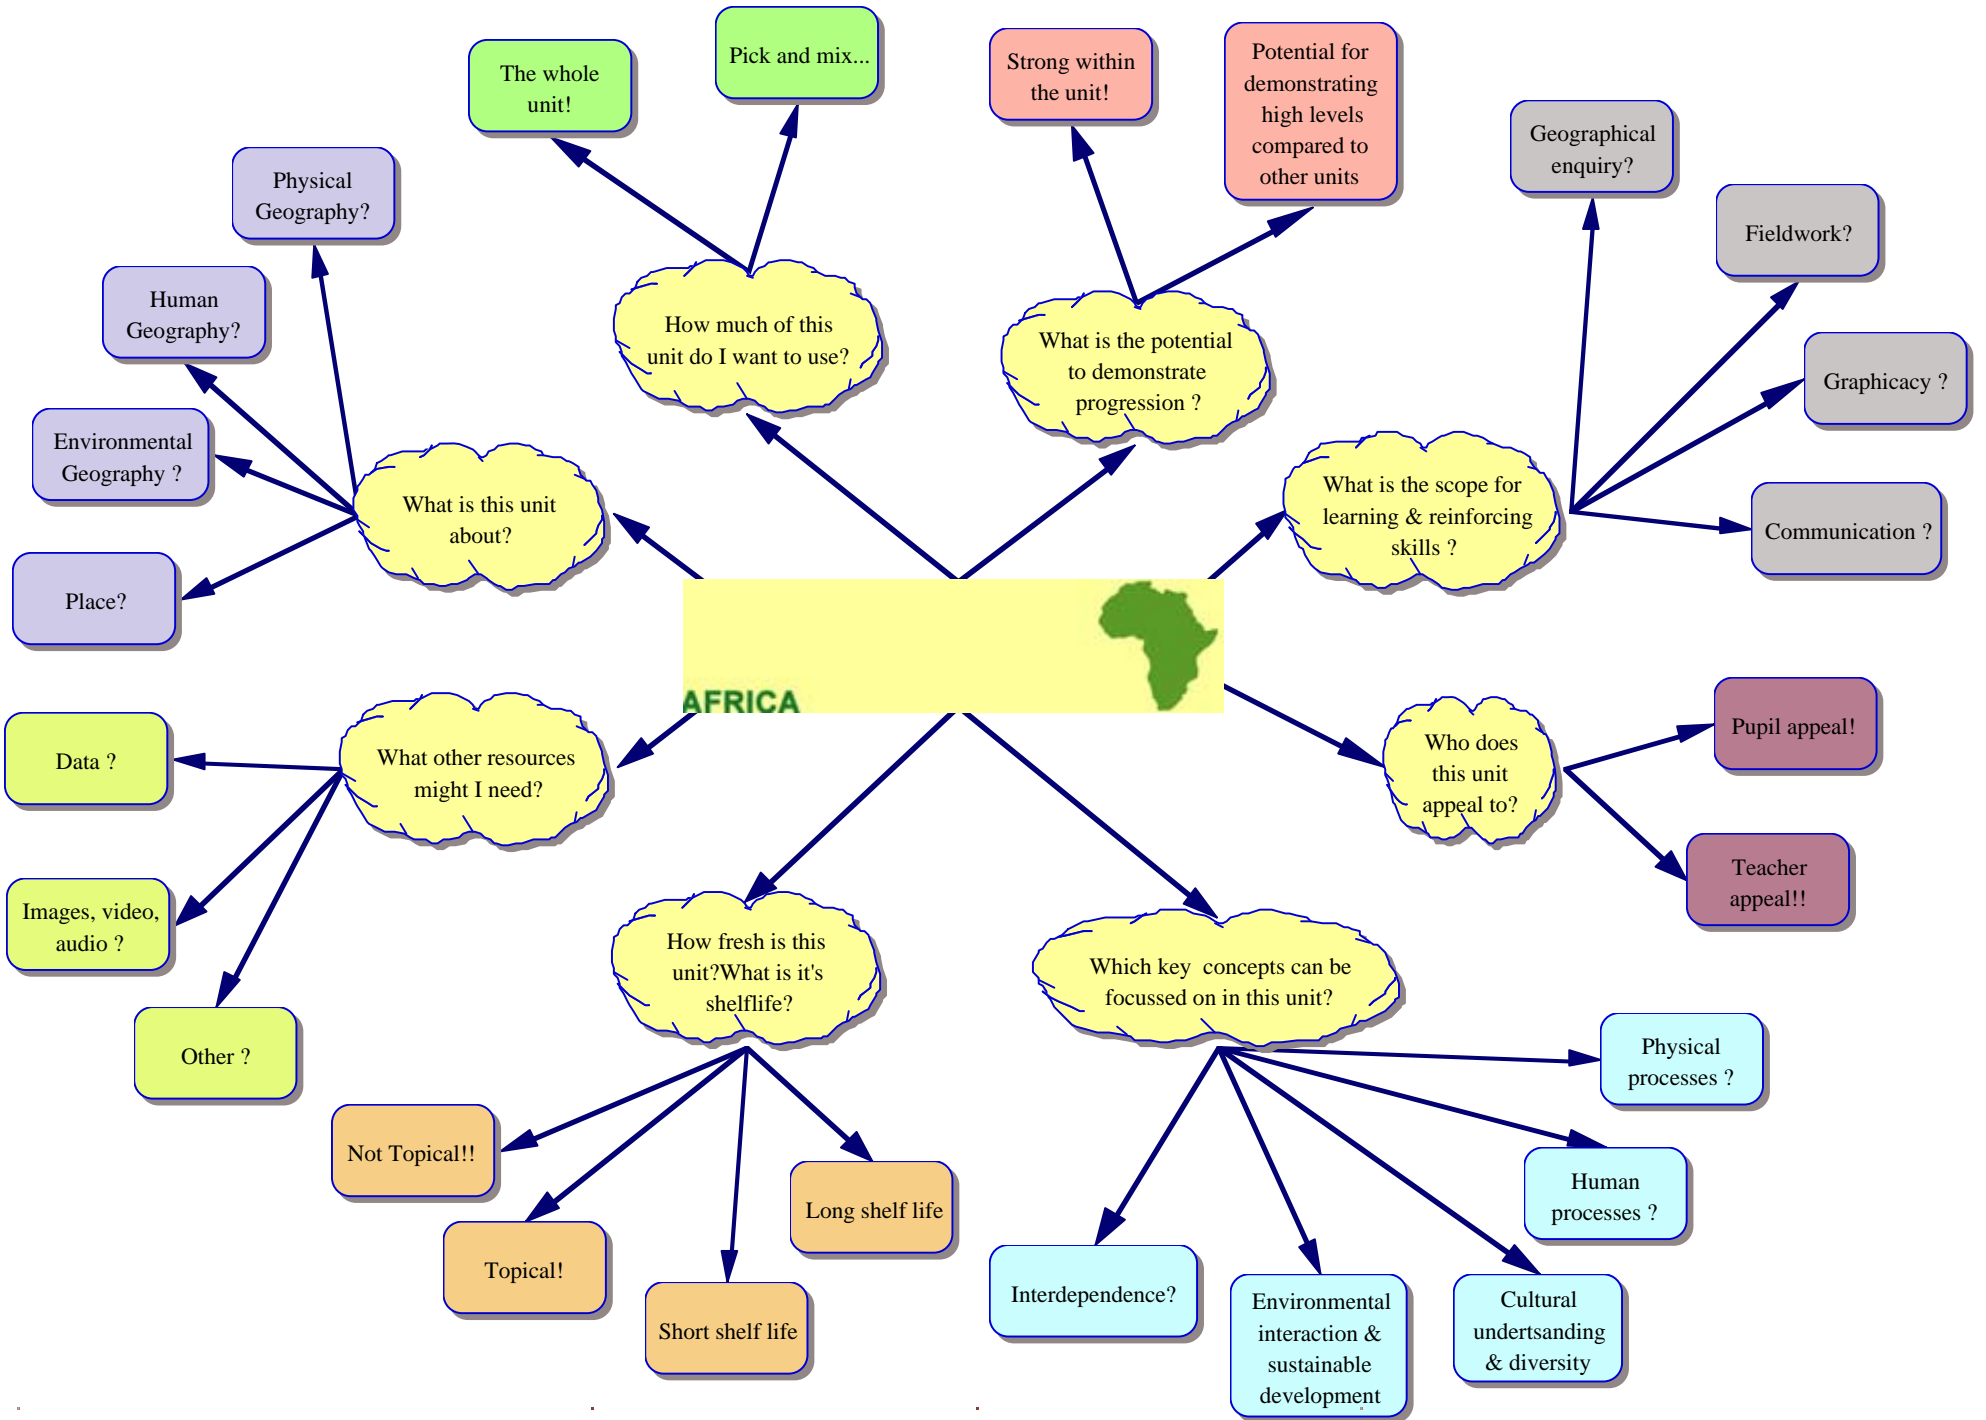 Pick and mix...
The whole
unit!
Strong within
the unit!
Potential for
demonstrating
high levels
compared to
other units
Geographical
enquiry?
Physical
Geography?
Fieldwork?
Human
Geography?
How much of this
unit do I want to use?
What is the potential
to demonstrate
progression ?
Graphicacy ?
Environmental
Geography ?
What is this unit
about?
What is the scope for
learning & reinforcing
skills ?
Communication ?
Place?
AFRICA
Data ?
What other resources
might I need?
Who does
this unit
appeal to?
Pupil appeal!
Teacher
appeal!!
Images, video,
audio ?
How fresh is this
unit?What is it's
shelflife?
Which key  concepts can be
focussed on in this unit?
Other ?
Physical
processes ?
Not Topical!!
Long shelf life
Human
processes ?
Topical!
Short shelf life
Interdependence?
Environmental
interaction &
sustainable
development
Cultural
undertsanding
& diversity